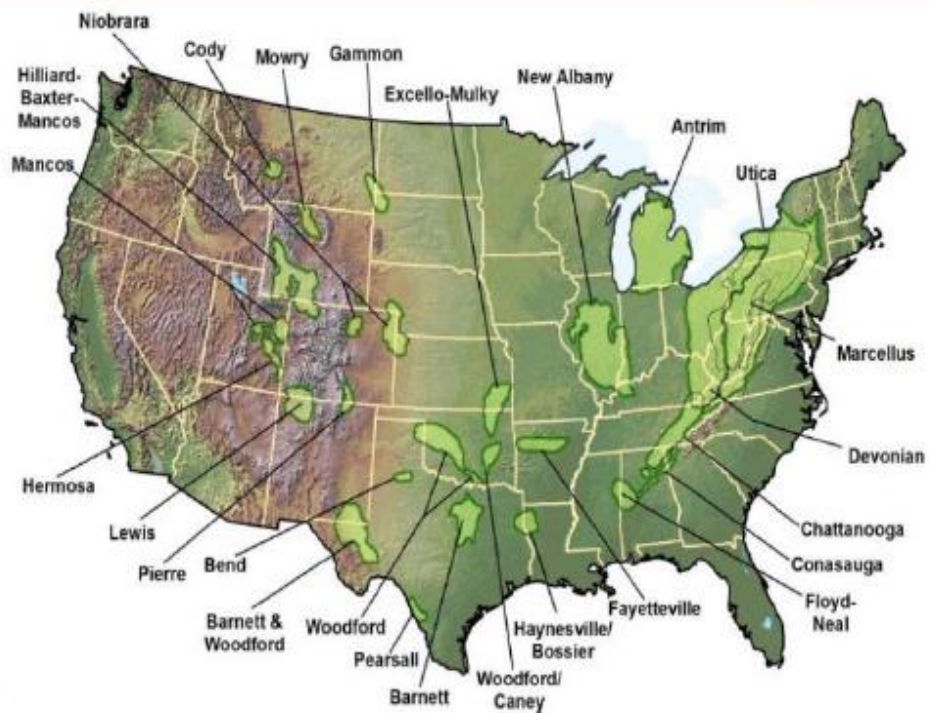 Niobrara
Cody
Mowry
Gammon
Hilliard-
Baxter-
Mancos
Excello-Mulky
New Albany
Antrim
Mancos
Utica
Marcellus
Devonian
Hermosa
Lewis
Chattanooga
Pierre
Bend
Conasauga
Barnett &
Woodford
Woodford
Pearsall
Barnett
Woodford/
Caney
Haynesville/
Bossier
Fayetteville
Floyd-
Neal